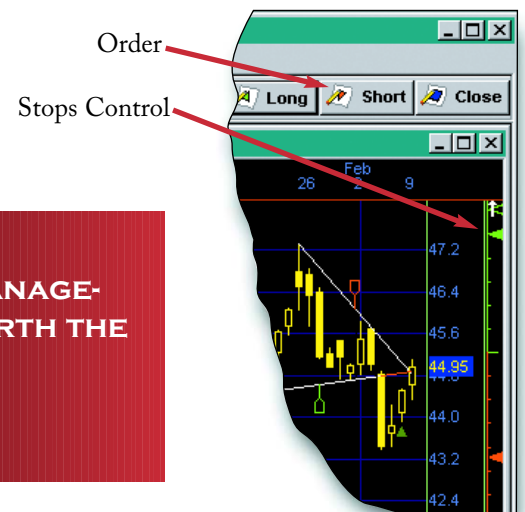 Order
Long Short Close
Stops Control
Feb
26 2 9
47.2
ANAGE-
RTH THE
46.4
45.6
44.95
44.0
43.2
42.4